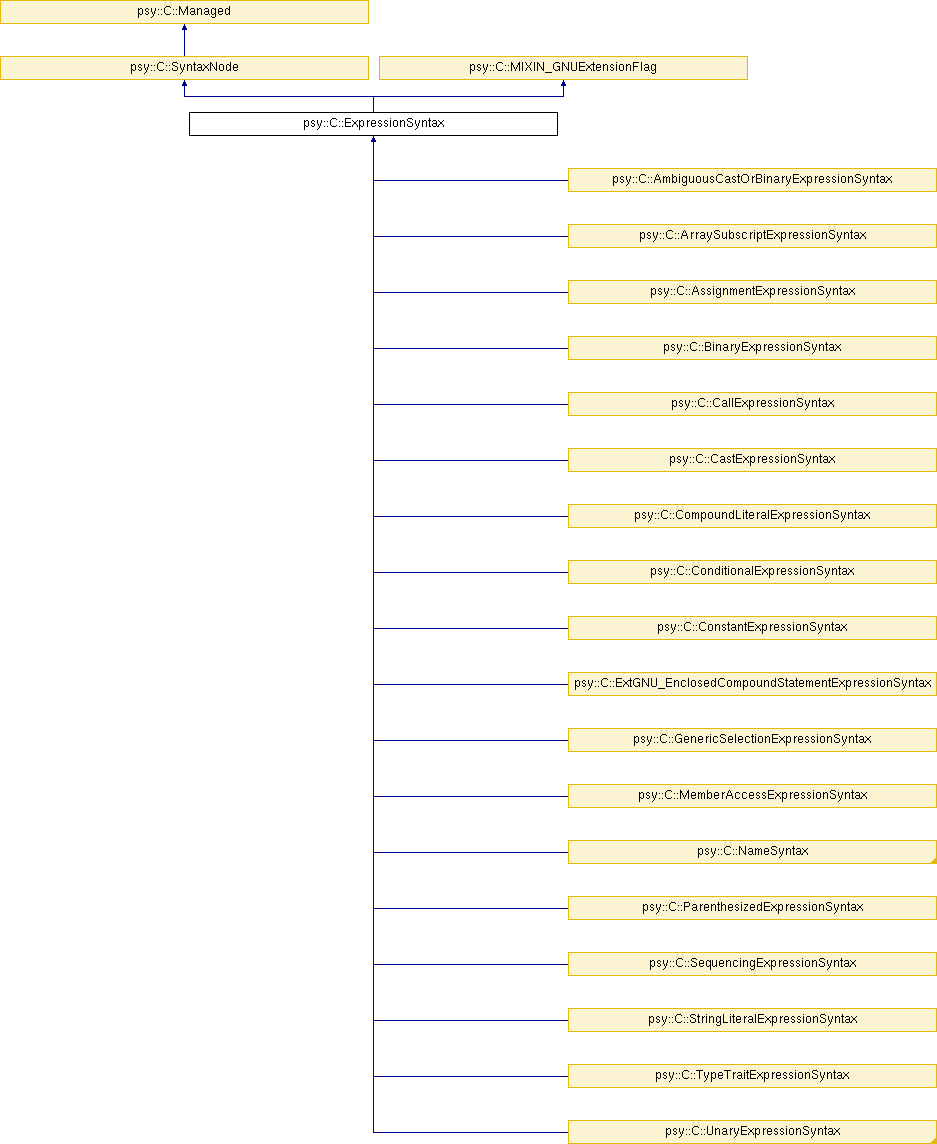 psy::C::Managed
psy::C::SyntaxNode
psy::C::MIXIN_GNUExtensionFlag
psy::C::ExpressionSyntax
psy::C::AmbiguousCastOrBinaryExpressionSyntax
psy::C::ArraySubscriptExpressionSyntax
psy::C::AssignmentExpressionSyntax
psy::C::BinaryExpressionSyntax
psy::C::CallExpressionSyntax
psy::C::CastExpressionSyntax
psy::C::CompoundLiteralExpressionSyntax
psy::C::ConditionalExpressionSyntax
psy::C::ConstantExpressionSyntax
psy::C::ExtGNU_EnclosedCompoundStatementExpressionSyntax
psy::C::GenericSelectionExpressionSyntax
psy::C::MemberAccessExpressionSyntax
psy::C::NameSyntax
psy::C::ParenthesizedExpressionSyntax
psy::C::SequencingExpressionSyntax
psy::C::StringLiteralExpressionSyntax
psy::C::TypeTraitExpressionSyntax
psy::C::UnaryExpressionSyntax